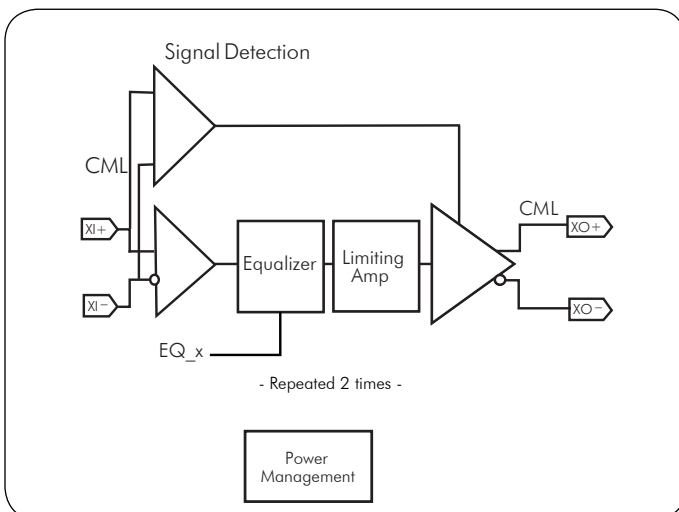 Signal Detection
CML
CML
XI+
XO+
Equalizer
Limiting
Amp
XI−
XO−
EQ_x
- Repeated 2 times -
Power
Management